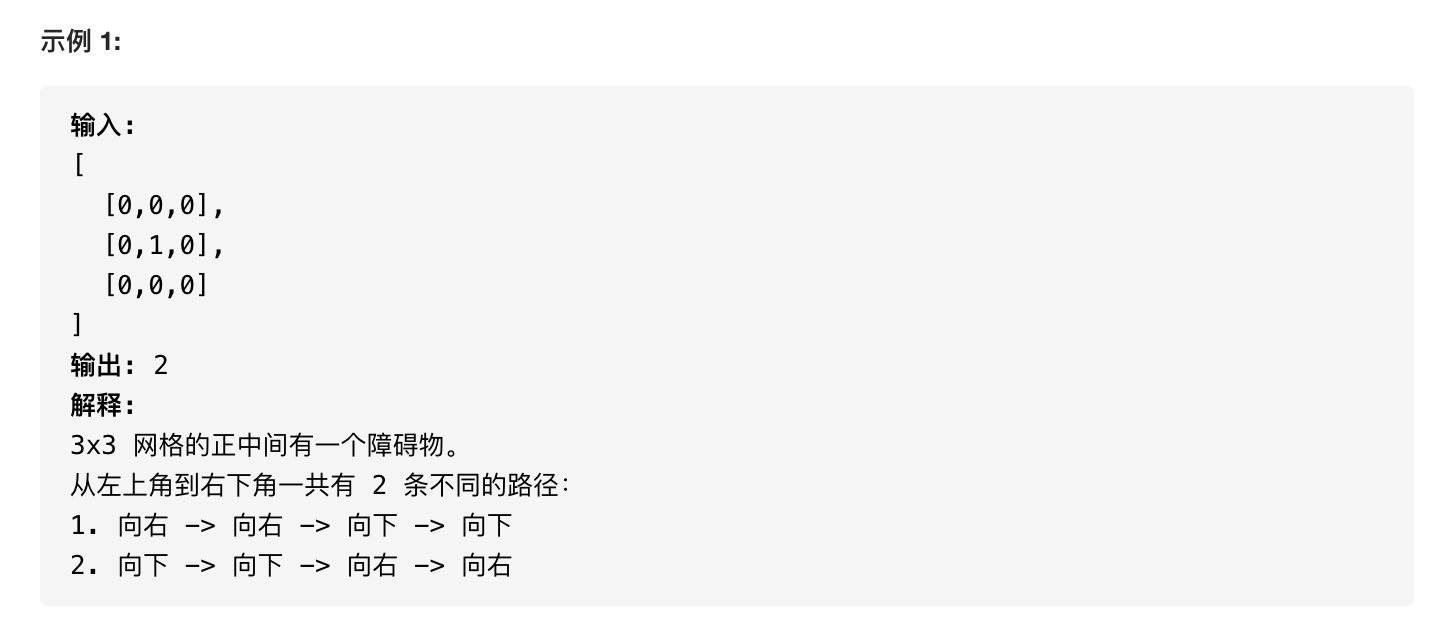 示例 1:
输入:
[
  [0,0,0],
  [0,1,0],
  [0,0,0]
]
输出: 2
解释:
3x3 网格的正中间有一个障碍物。
从左上角到右下角一共有 2 条不同的路径：
1. 向右 -> 向右 -> 向下 -> 向下
2. 向下 -> 向下 -> 向右 -> 向右